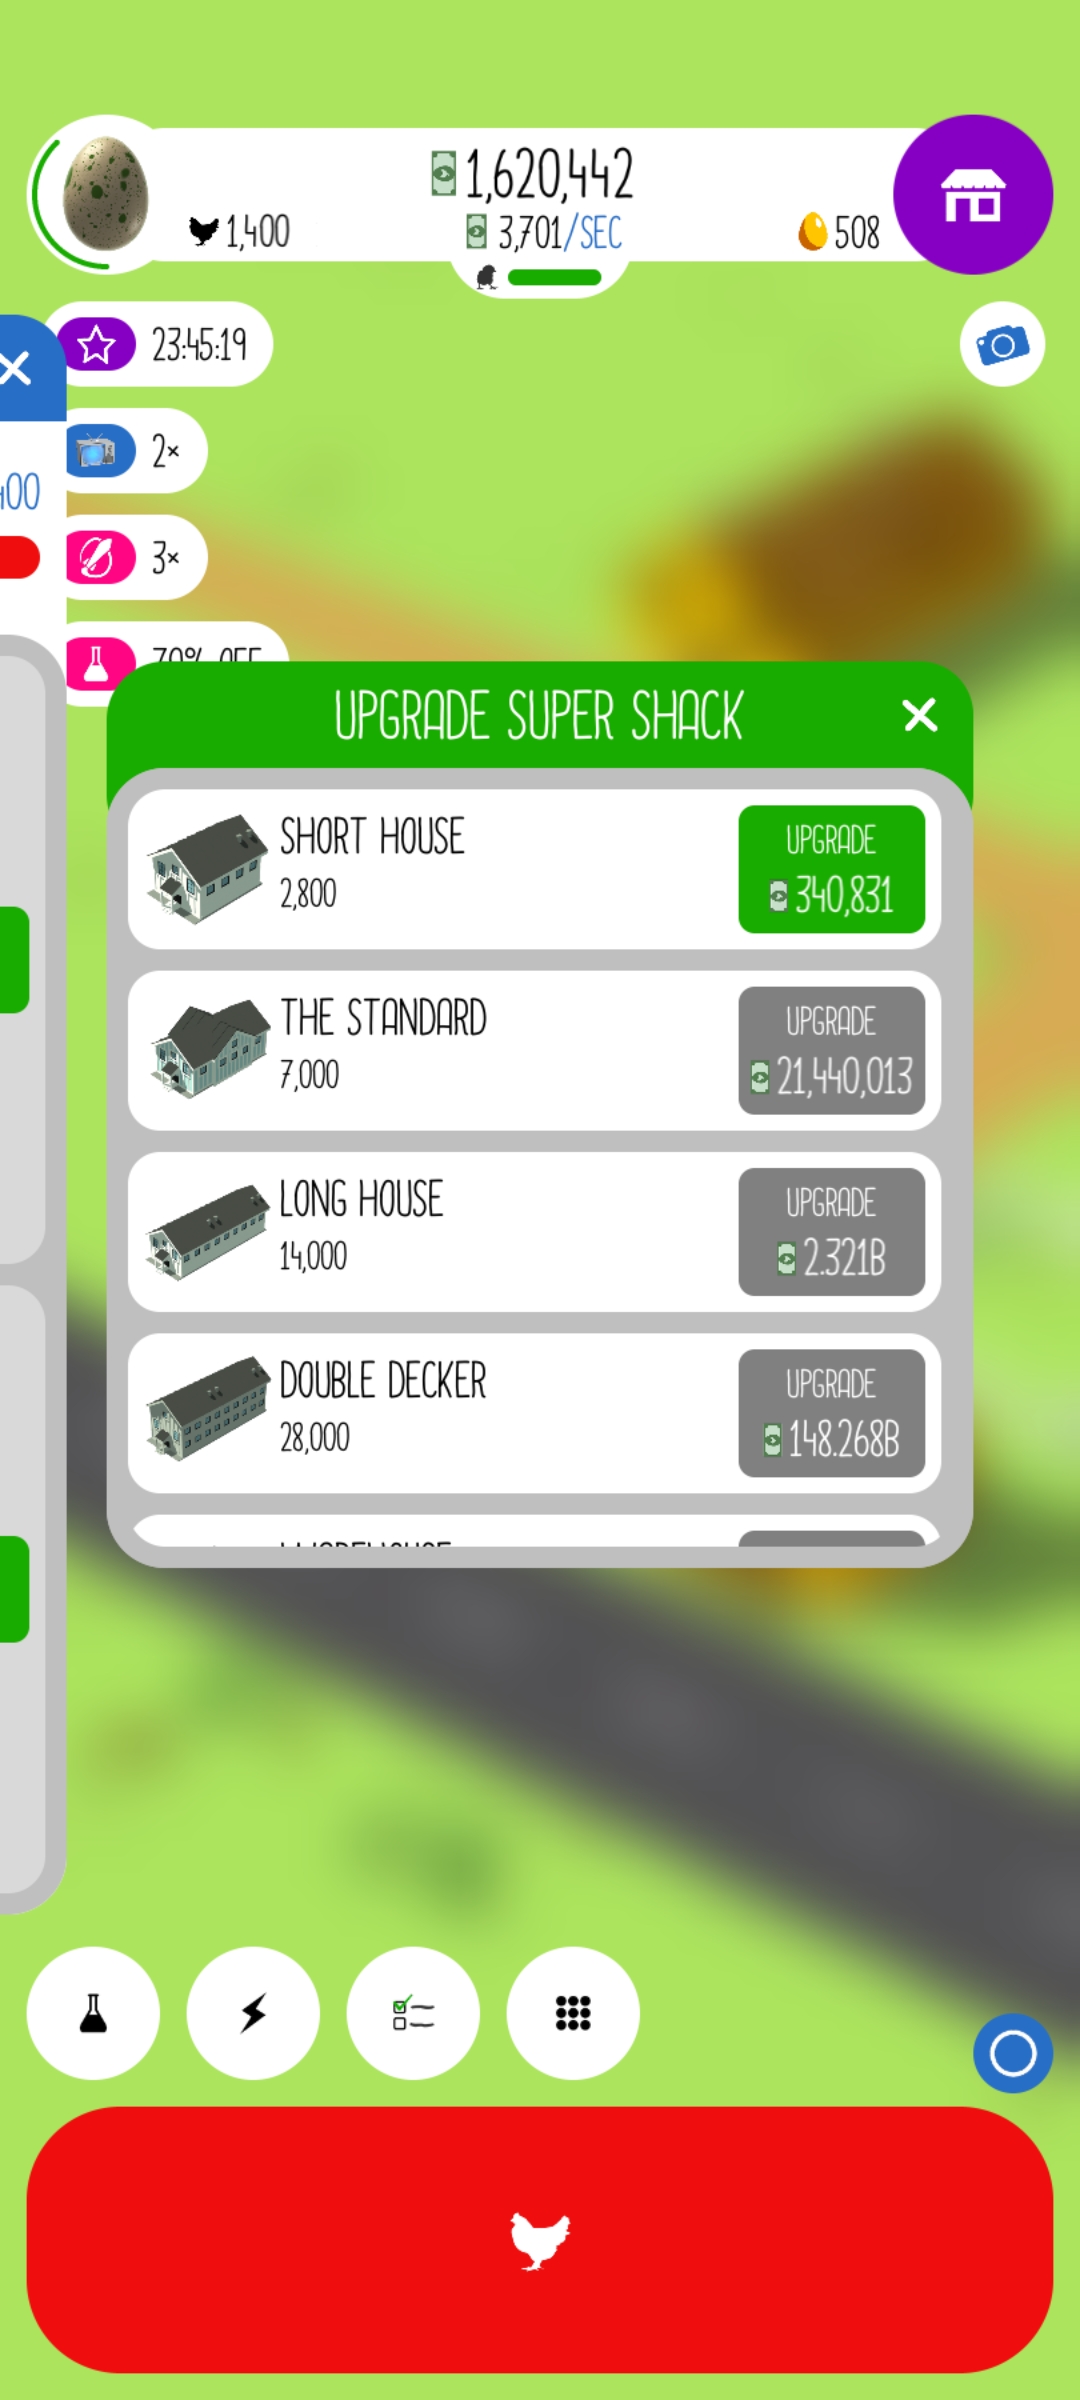 1,620,442
1,400
3,701/SEC
508
23:45:19
2×
3×
70% OFF
UPGRADE SUPER SHACK
SHORT HOUSE
2,800
UPGRADE
340,831
THE STANDARD
7,000
UPGRADE
21,440,013
LONG HOUSE
14,000
UPGRADE
2.321B
DOUBLE DECKER
28,000
UPGRADE
148.268B